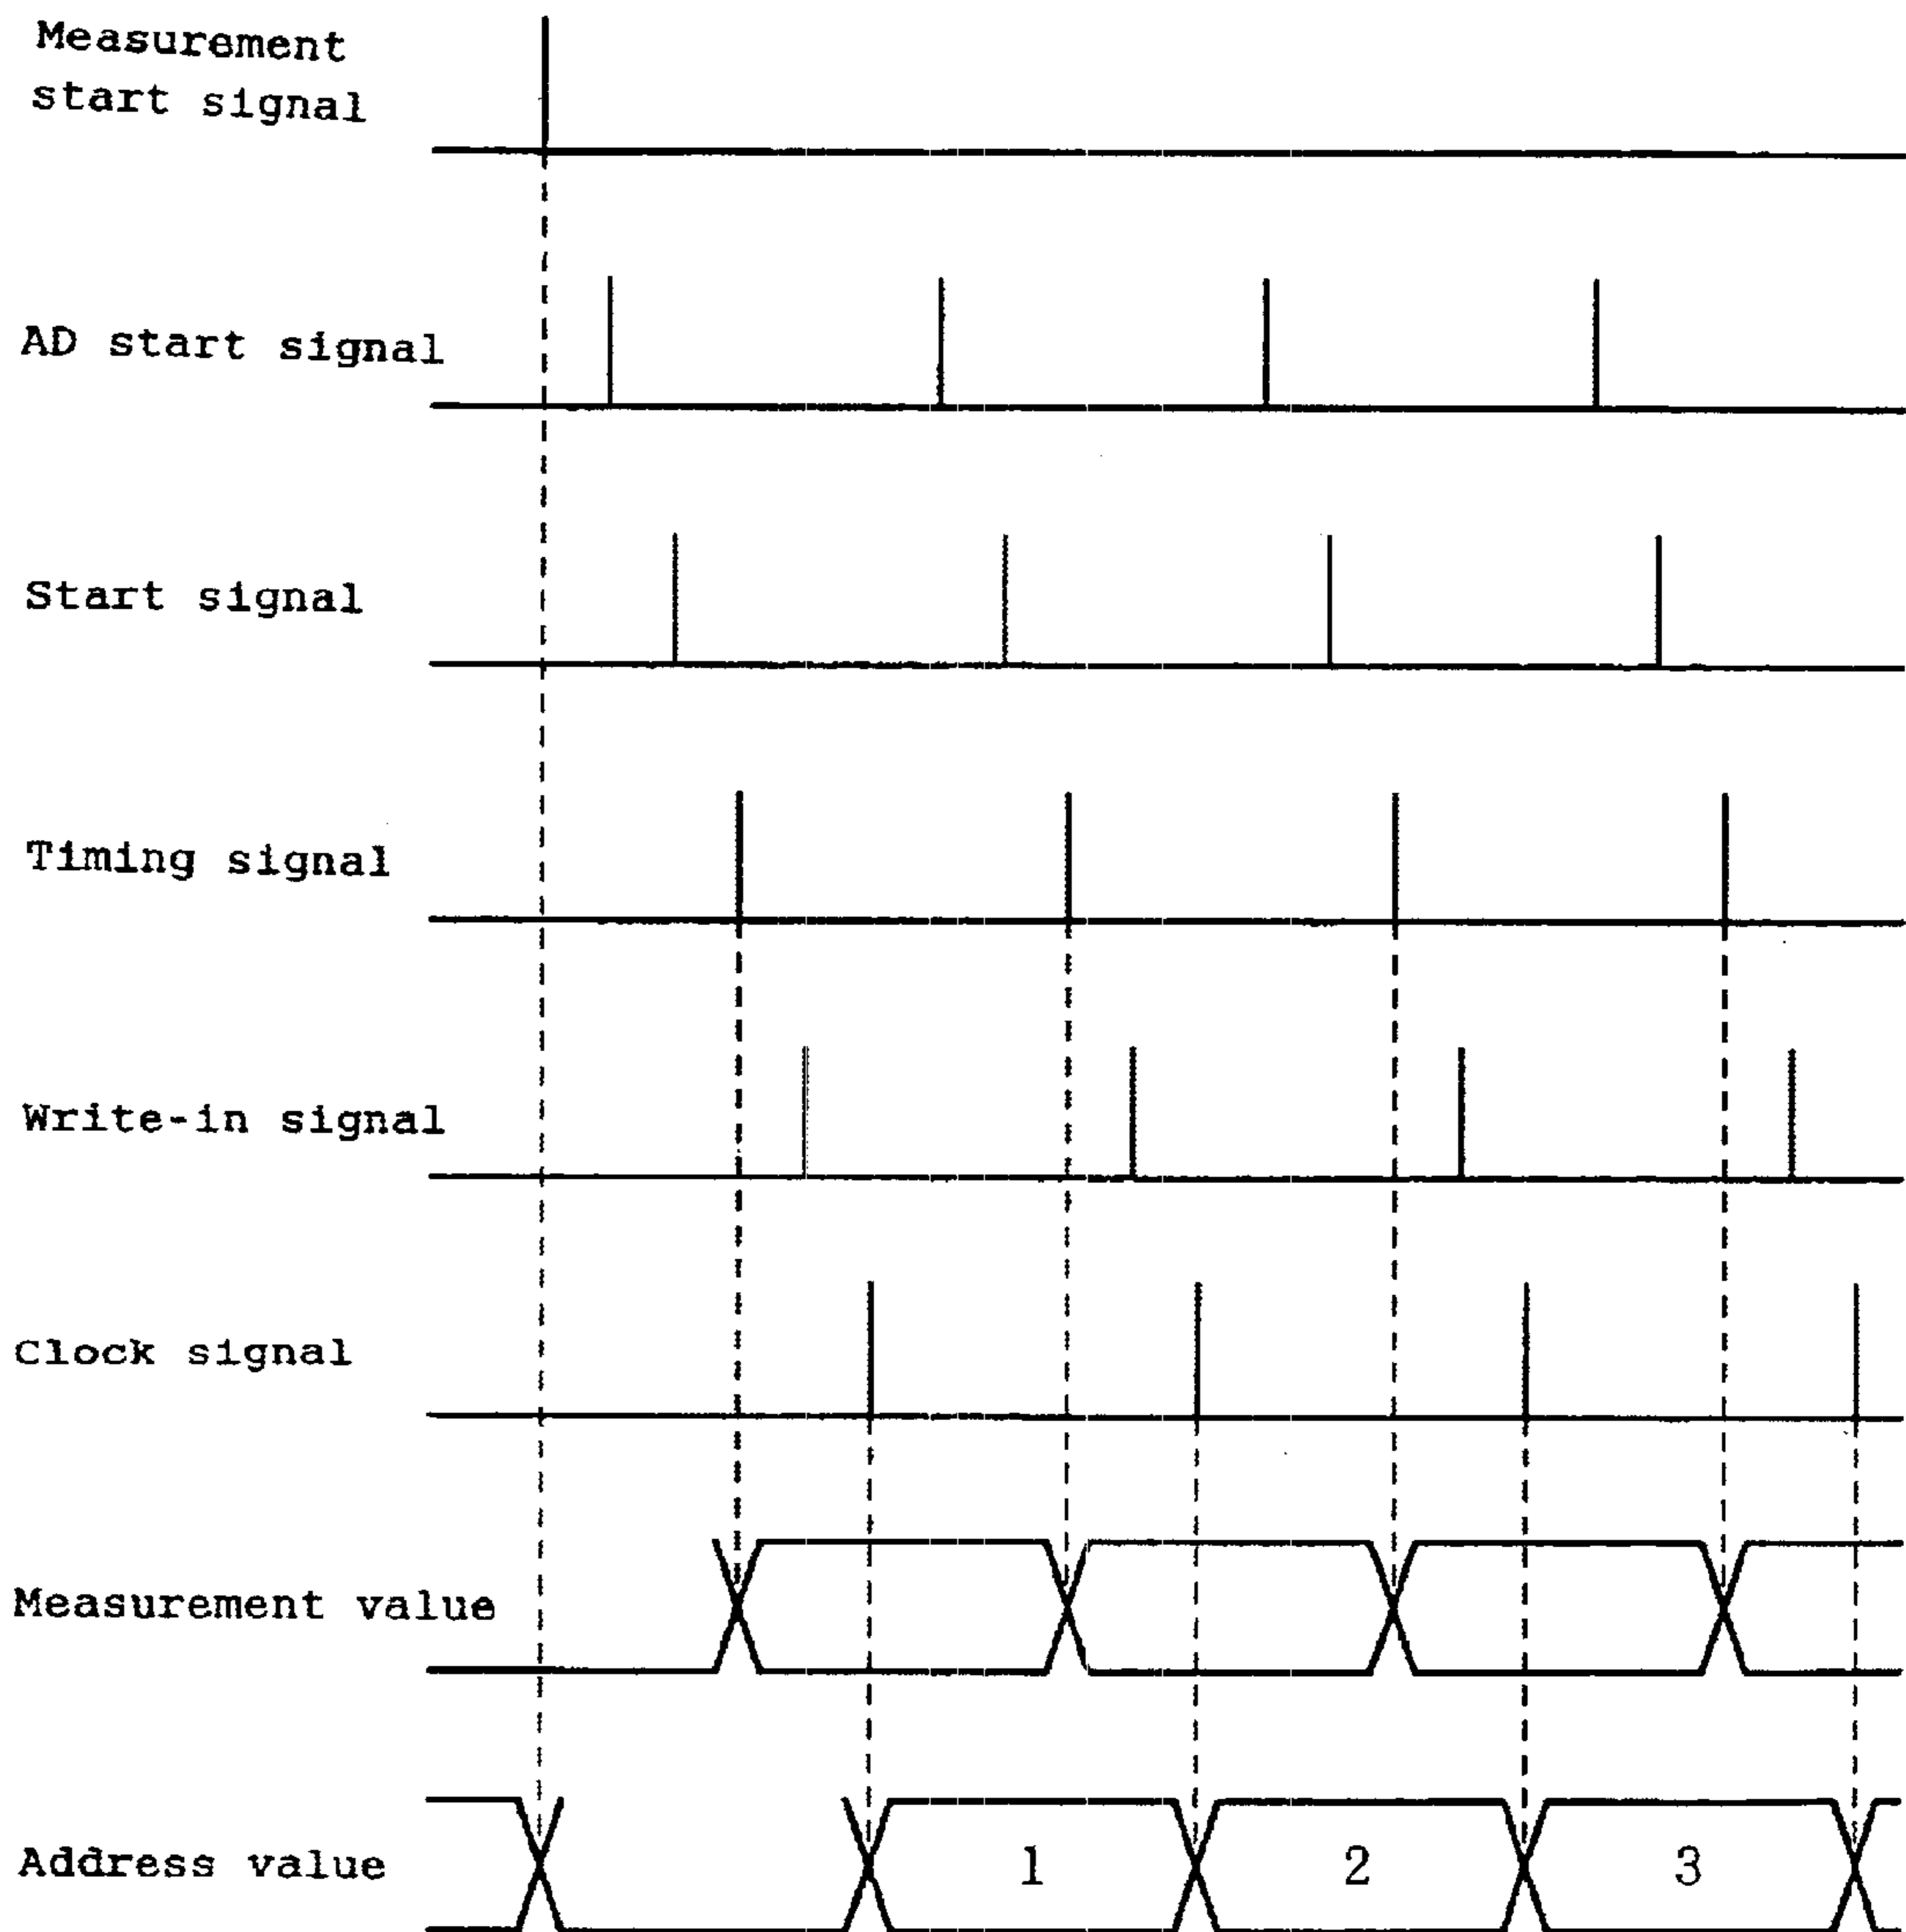 Measurement
start signal
AD start signal
Start signal
Timing signal
Write-in signal
Clock signal
Measurement value
Address value
1
2
3